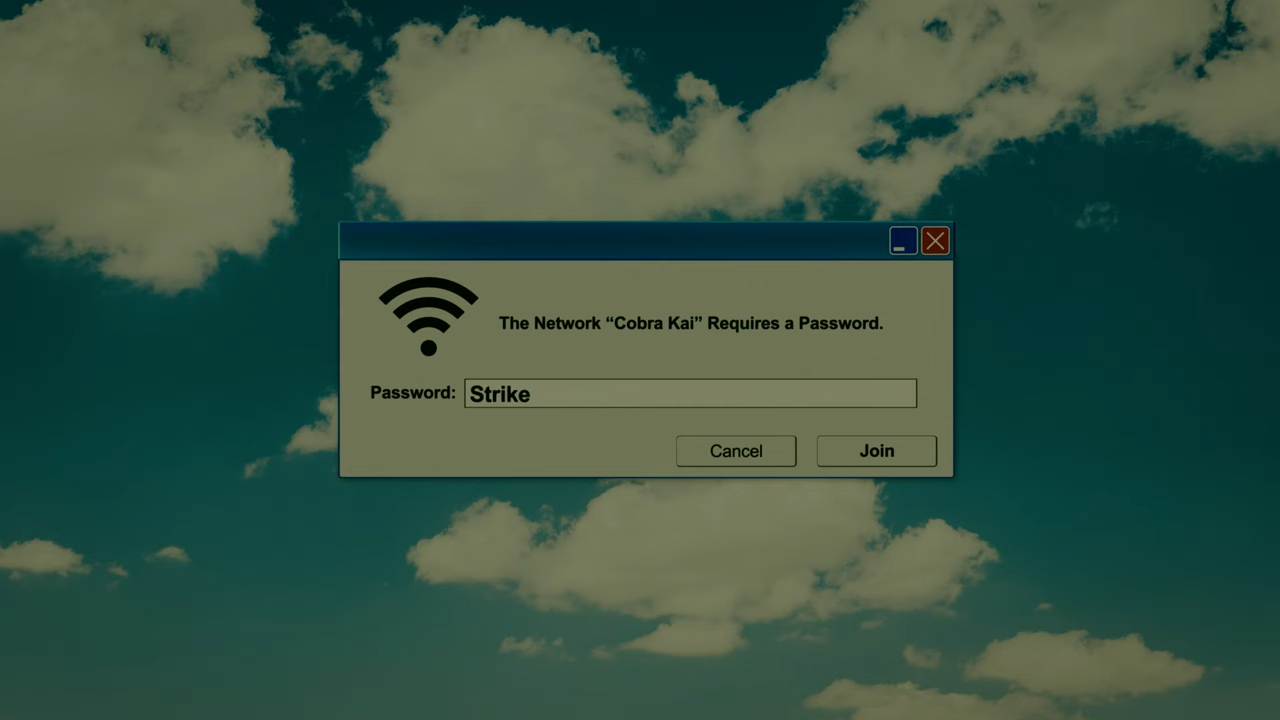 The Network “Cobra Kai” Requires a Password.
Password: Strike
Cancel Join